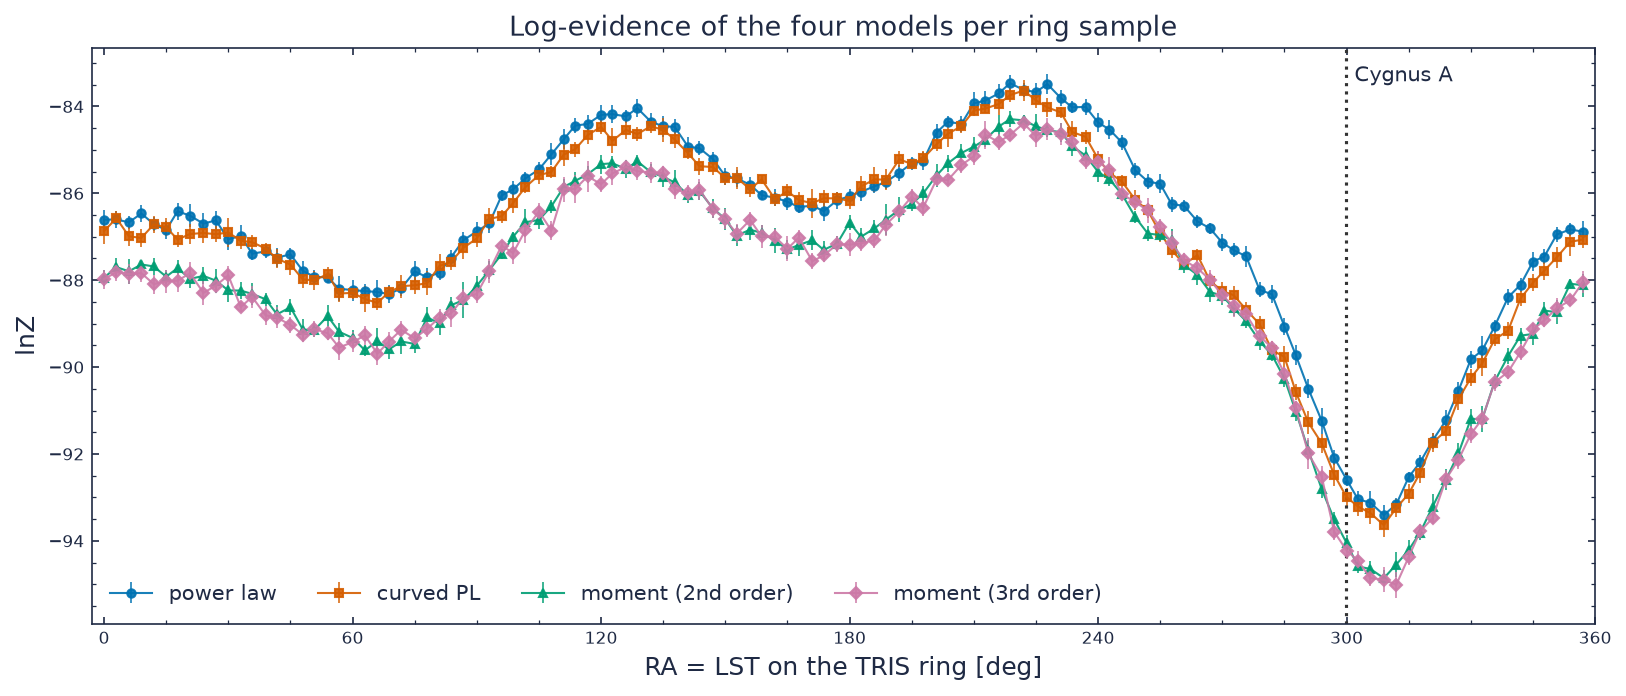 Log-evidence of the four models per ring sample
Cygnus A
−84
−86
−88
−90
−92
−94
lnZ
power law
curved PL
moment (2nd order)
moment (3rd order)
0
60
120
180
240
300
360
RA = LST on the TRIS ring [deg]